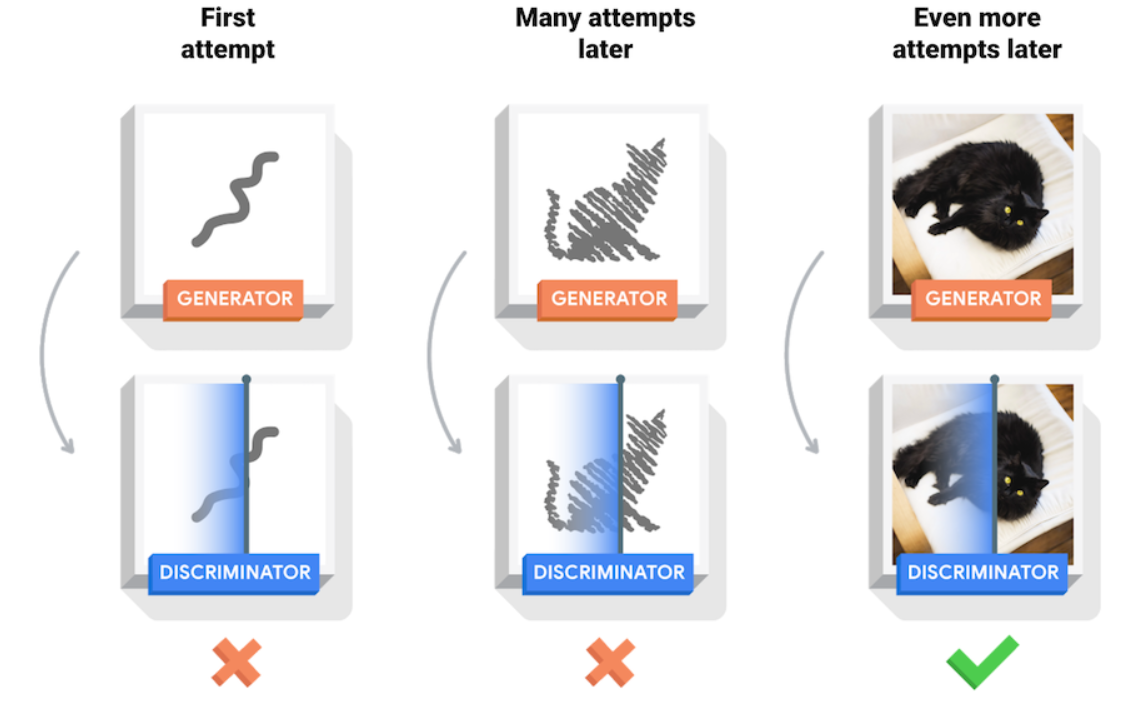 First
attempt
Many attempts
later
Even more
attempts later
GENERATOR
GENERATOR
GENERATOR
DISCRIMINATOR
DISCRIMINATOR
DISCRIMINATOR